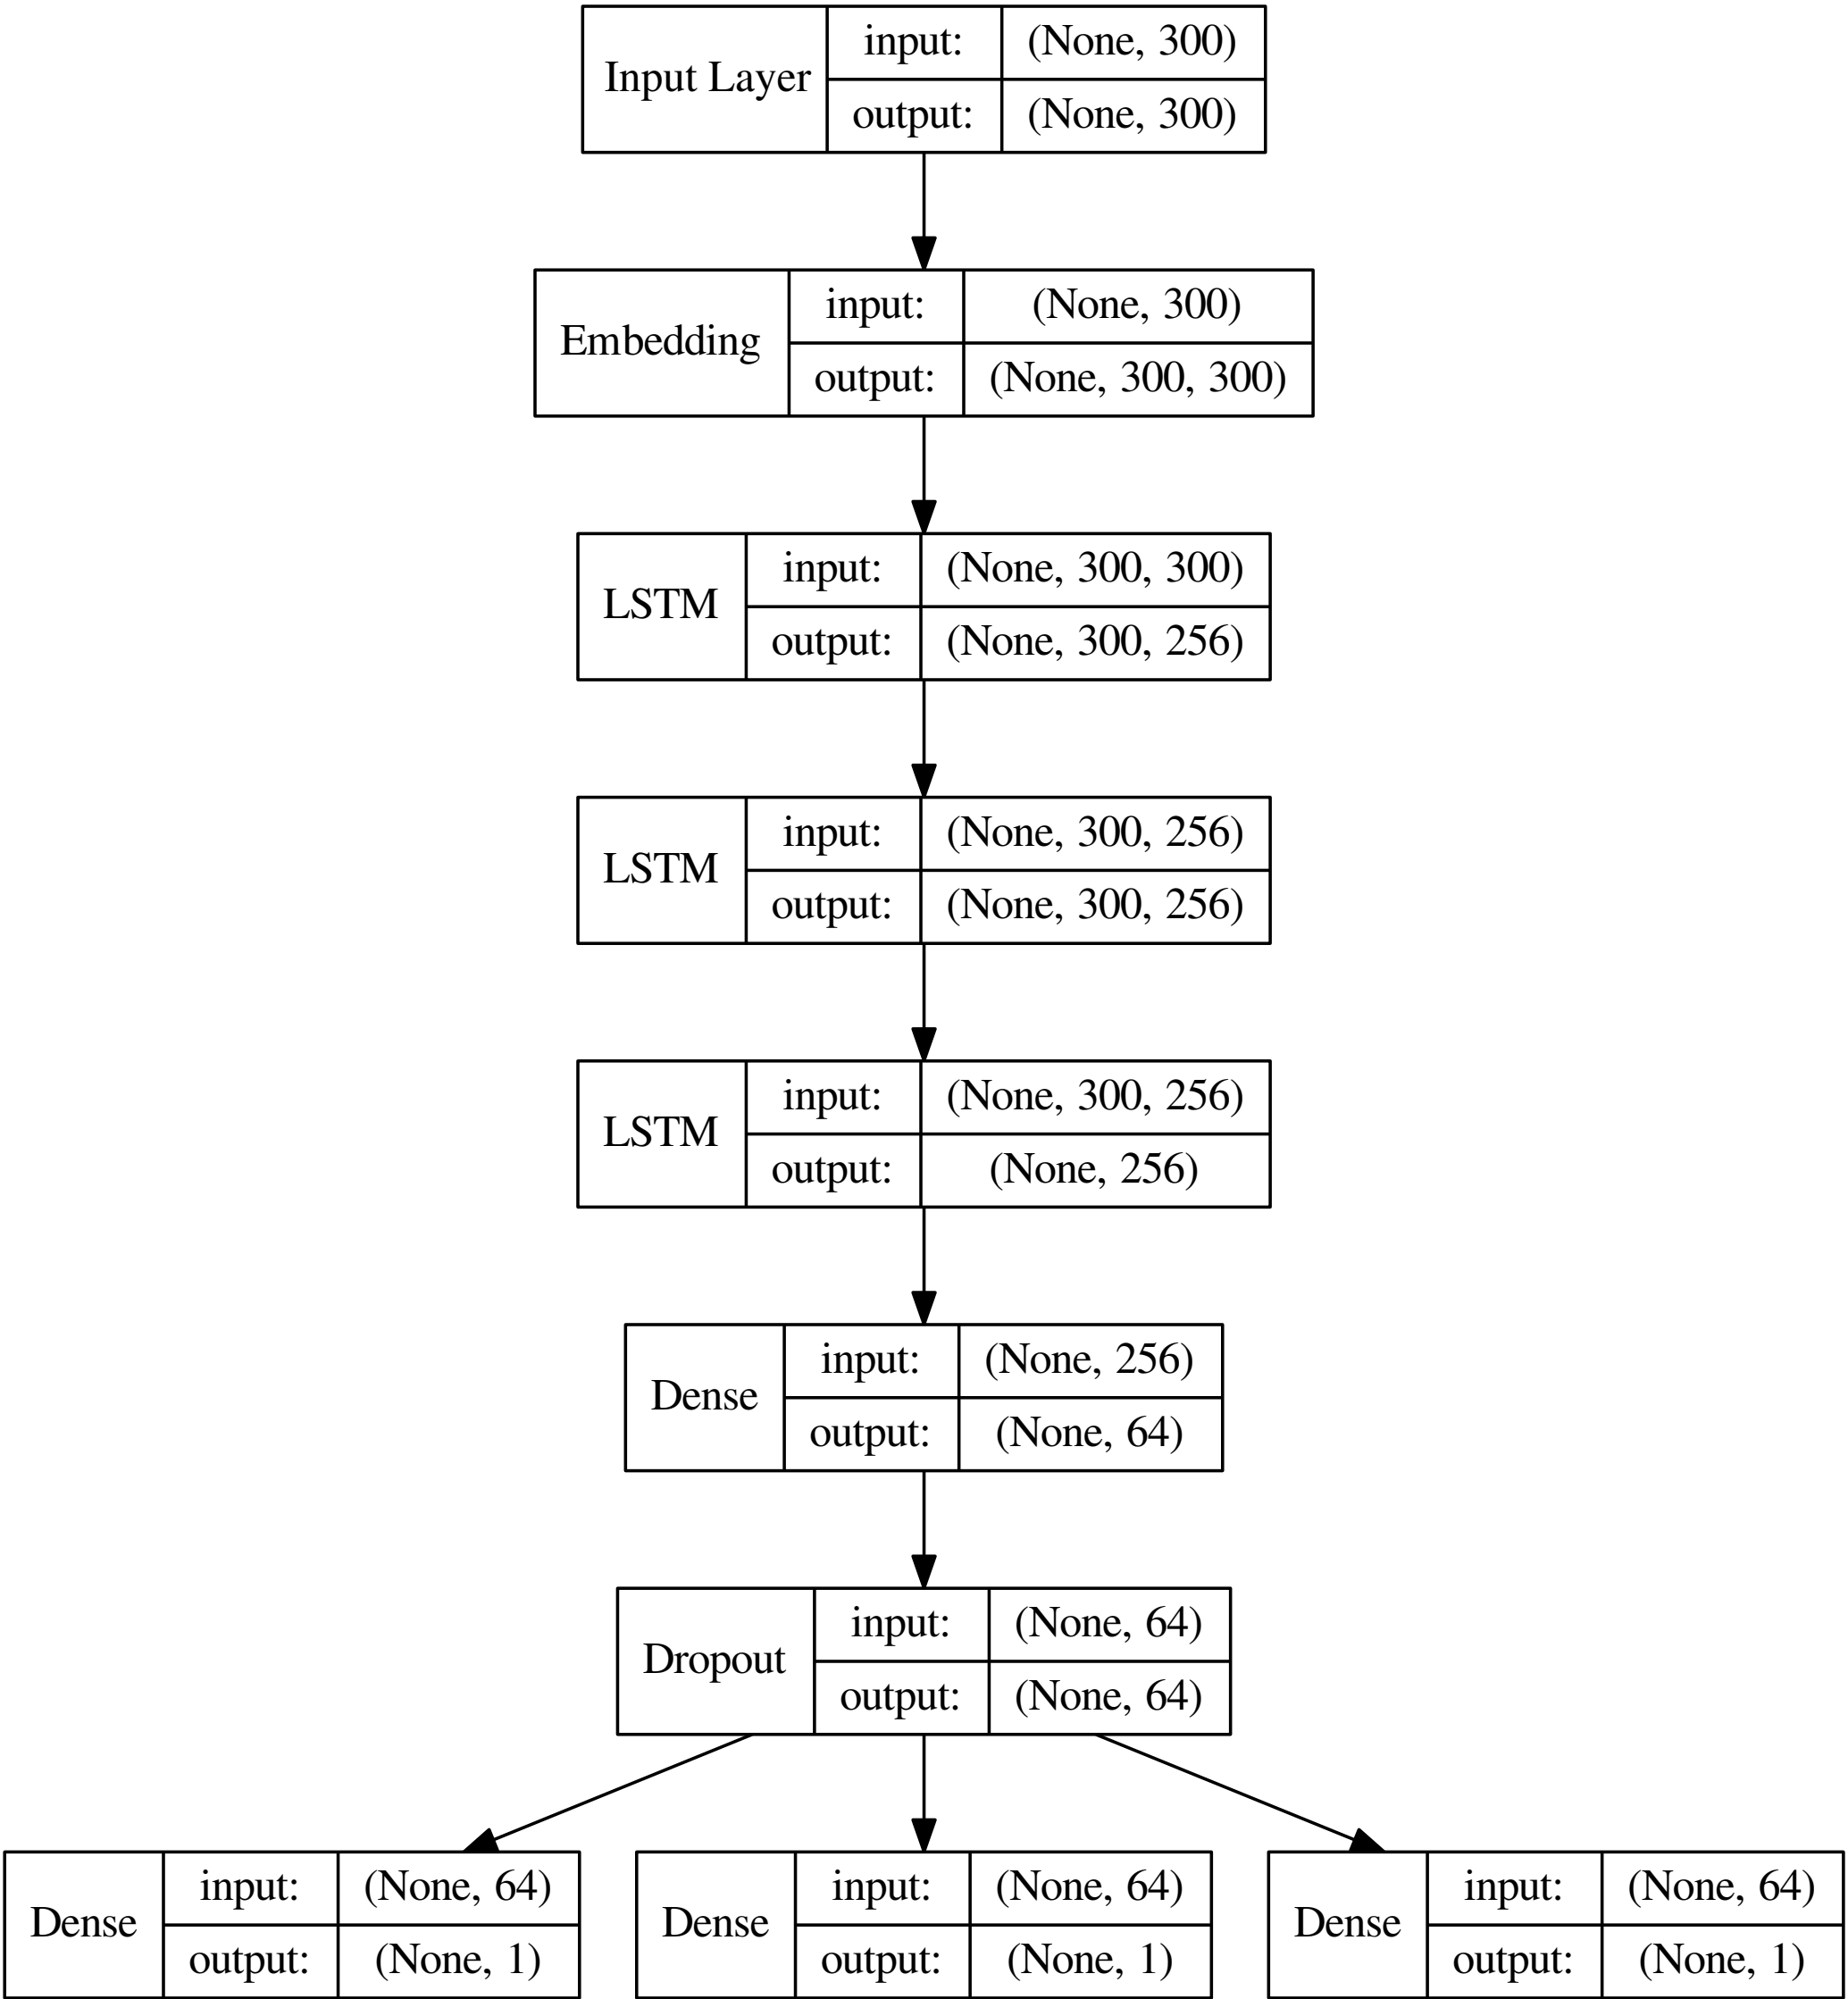 Input Layer
input: (None, 300)
output: (None, 300)
Embedding
input: (None, 300)
output: (None, 300, 300)
LSTM
input: (None, 300, 300)
output: (None, 300, 256)
LSTM
input: (None, 300, 256)
output: (None, 300, 256)
LSTM
input: (None, 300, 256)
output: (None, 256)
Dense
input: (None, 256)
output: (None, 64)
Dropout
input: (None, 64)
output: (None, 64)
Dense
input: (None, 64)
output: (None, 1)
Dense
input: (None, 64)
output: (None, 1)
Dense
input: (None, 64)
output: (None, 1)